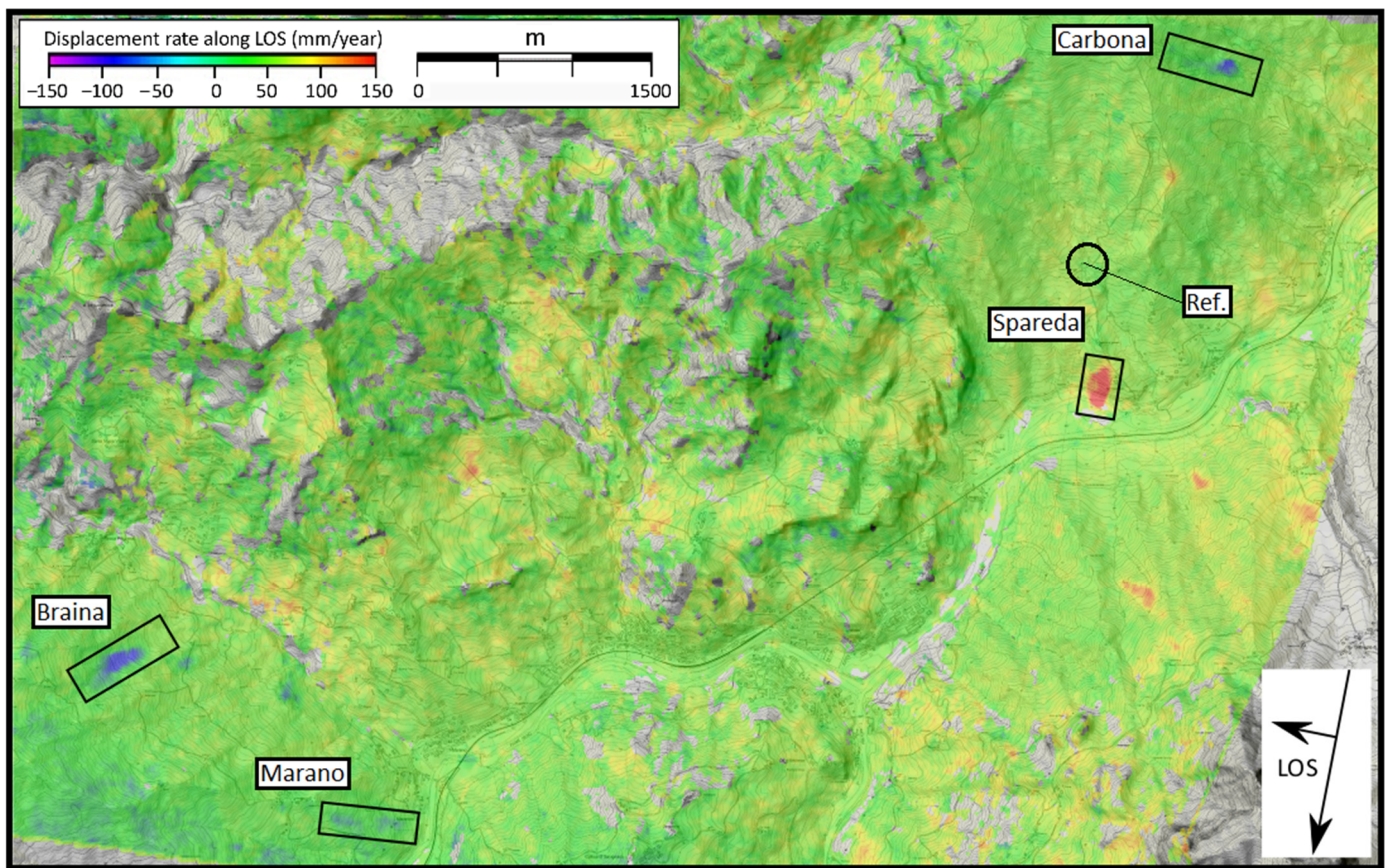 Displacement rate along LOS (mm/year)
−150 −100 −50 0 50 100 150
m
0 1500
Carbona
Ref.
Spareda
Braina
Marano
LOS